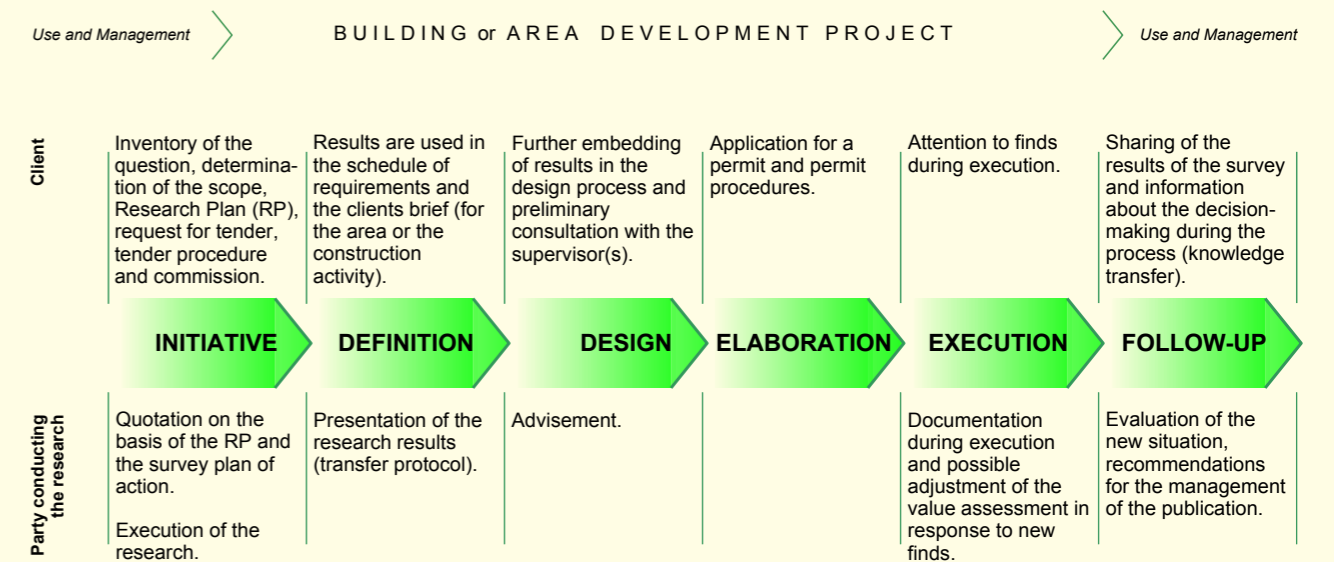 Use and Management
BUILDING or AREA DEVELOPMENT PROJECT
Use and Management
Client
Inventory of the
question, determina-
tion of the scope,
Research Plan (RP),
request for tender,
tender procedure
and commission.
Results are used in
the schedule of
requirements and
the clients brief (for
the area or the
construction
activity).
Further embedding
of results in the
design process and
preliminary
consultation with the
supervisor(s).
Application for a
permit and permit
procedures.
Attention to finds
during execution.
Sharing of the
results of the survey
and information
about the decision-
making during the
process (knowledge
transfer).
INITIATIVE
DEFINITION
DESIGN
ELABORATION
EXECUTION
FOLLOW-UP
Party conducting
the research
Quotation on the
basis of the RP and
the survey plan of
action.
Execution of the
research.
Presentation of the
research results
(transfer protocol).
Advisement.
Documentation
during execution
and possible
adjustment of the
value assessment in
response to new
finds.
Evaluation of the
new situation,
recommendations
for the management
of the publication.